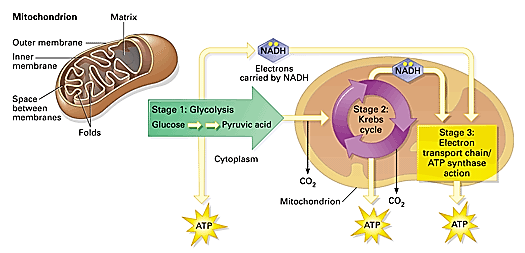 Mitochondrion
Matrix
Outer membrane
Inner
membrane
Space
between
membranes
Folds
NADH
Electrons
carried by NADH
NADH
Stage 1: Glycolysis
Glucose
Pyruvic acid
Cytoplasm
Stage 2:
Krebs
cycle
Stage 3:
Electron
transport chain/
ATP synthase
action
CO2
Mitochondrion
CO2
ATP
ATP
ATP